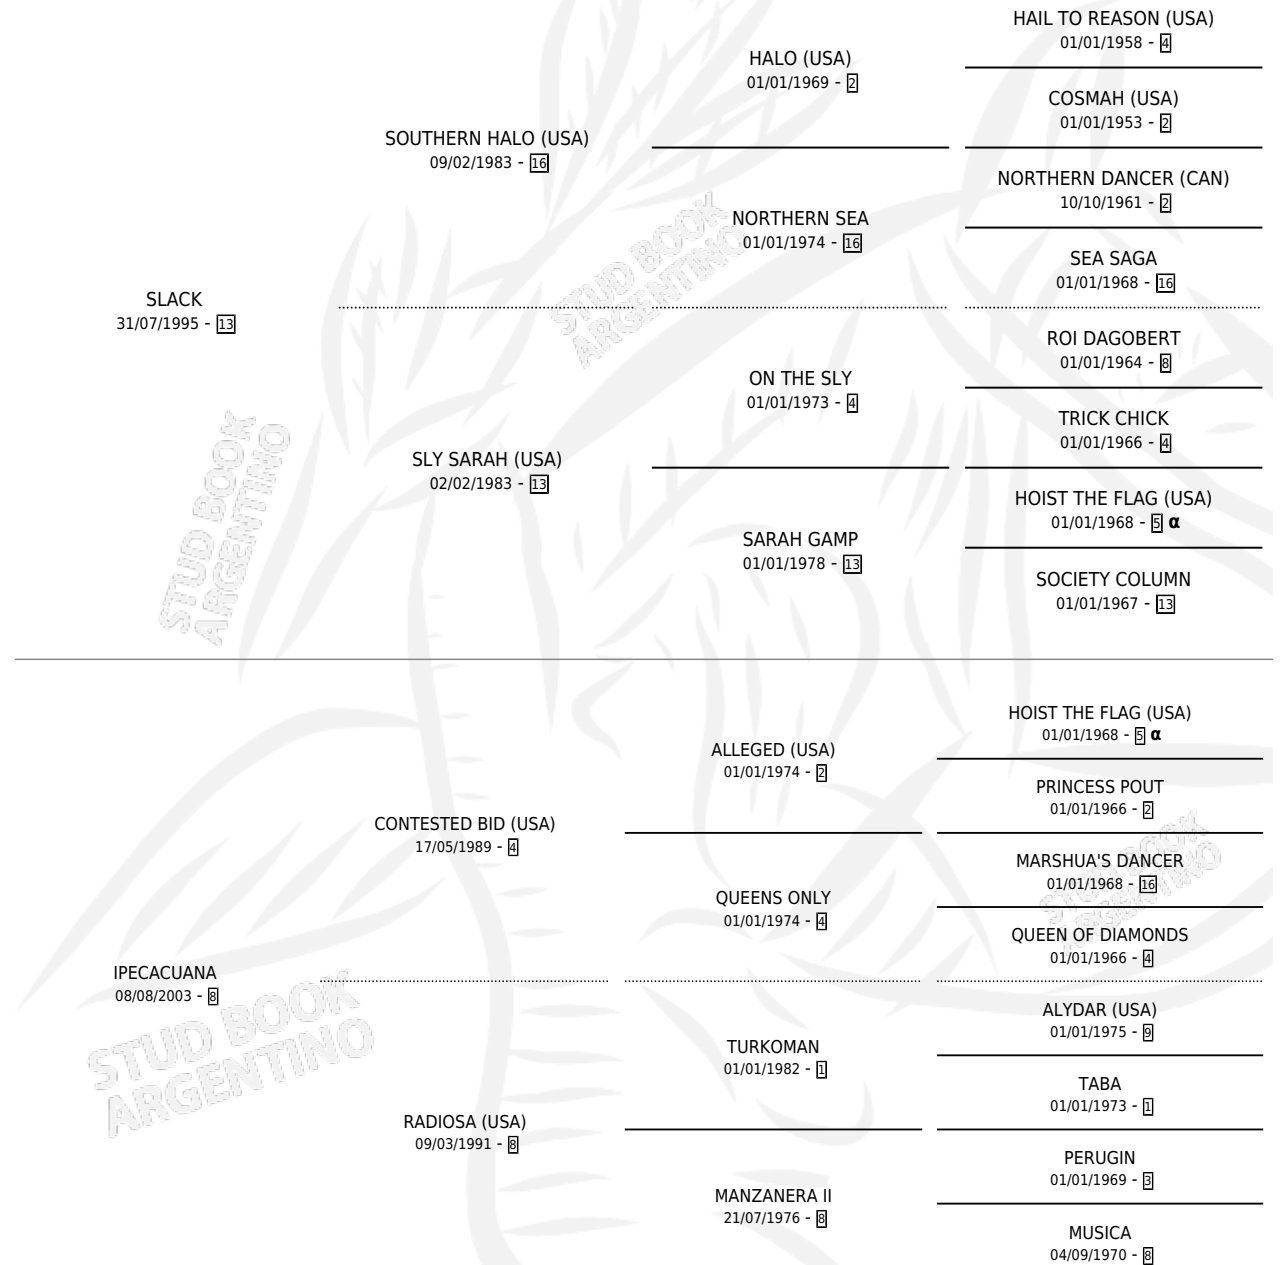 HAIL TO REASON (USA)
01/01/1958 - 4
HALO (USA)
01/01/1969 - 2
COSMAH (USA)
01/01/1953 - 2
SOUTHERN HALO (USA)
09/02/1983 - 16
NORTHERN DANCER (CAN)
10/10/1961 - 2
NORTHERN SEA
01/01/1974 - 16
SEA SAGA
01/01/1968 - 16
SLACK
31/07/1995 - 13
ROI DAGOBERT
01/01/1964 - 8
ON THE SLY
01/01/1973 - 4
TRICK CHICK
01/01/1966 - 4
SLY SARAH (USA)
02/02/1983 - 13
HOIST THE FLAG (USA)
01/01/1968 - 5 α
SARAH GAMP
01/01/1978 - 13
SOCIETY COLUMN
01/01/1967 - 13
HOIST THE FLAG (USA)
01/01/1968 - 5 α
ALLEGED (USA)
01/01/1974 - 2
PRINCESS POUT
01/01/1966 - 2
CONTESTED BID (USA)
17/05/1989 - 4
MARSHUA'S DANCER
01/01/1968 - 16
QUEENS ONLY
01/01/1974 - 4
QUEEN OF DIAMONDS
01/01/1966 - 4
IPECACUANA
08/08/2003 - 8
ALYDAR (USA)
01/01/1975 - 9
TURKOMAN
01/01/1982 - 1
TABA
01/01/1973 - 1
RADIOSA (USA)
09/03/1991 - 8
PERUGIN
01/01/1969 - 3
MANZANERA II
21/07/1976 - 8
MUSICA
04/09/1970 - 8
STUD BOOK
ARGENTINO
STUD BOOK
ARGENTINO
STUD BOOK
ARGENTINO
STUD BOOK
ARGENTINO